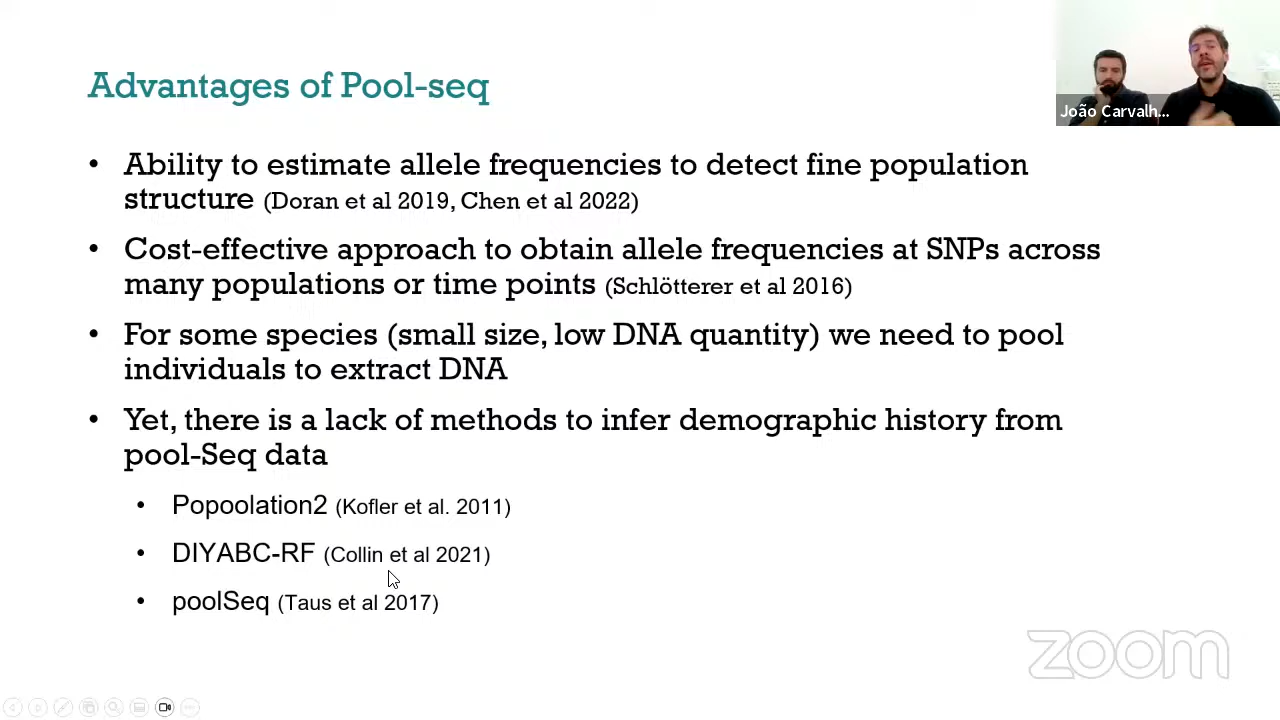 Advantages of Pool-seq
João Carvalh...
• Ability to estimate allele frequencies to detect fine population
structure (Doran et al 2019, Chen et al 2022)
• Cost-effective approach to obtain allele frequencies at SNPs across
many populations or time points (Schlötterer et al 2016)
• For some species (small size, low DNA quantity) we need to pool
individuals to extract DNA
• Yet, there is a lack of methods to infer demographic history from
pool-Seq data
• Popoolation2 (Kofler et al. 2011)
• DIYABC-RF (Collin et al 2021)
• poolSeq (Taus et al 2017)
zoom